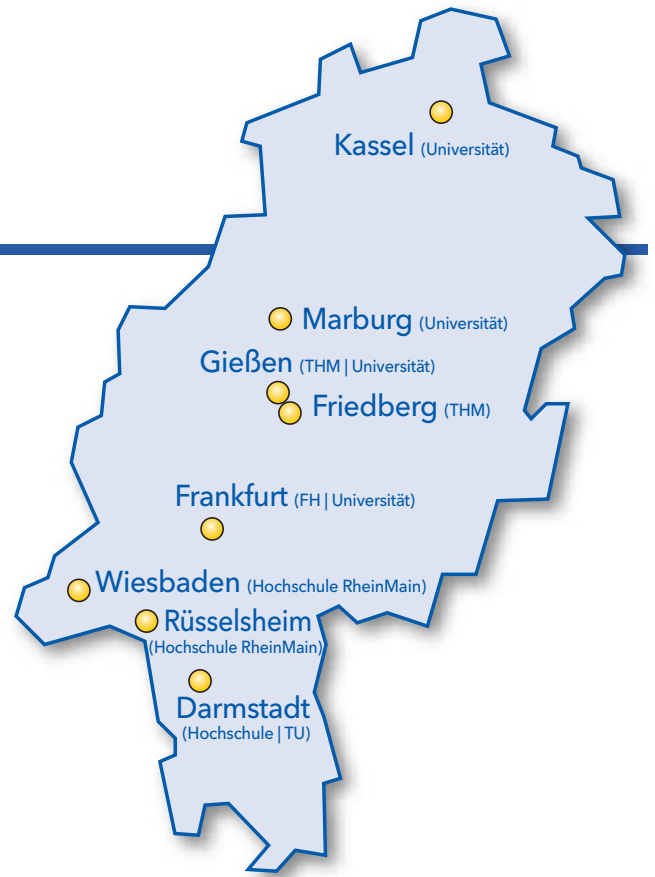 Kassel (Universität)
Marburg (Universität)
Gießen (THM | Universität)
Friedberg (THM)
Frankfurt (FH | Universität)
Wiesbaden (Hochschule RheinMain)
Rüsselsheim
(Hochschule RheinMain)
Darmstadt
(Hochschule | TU)